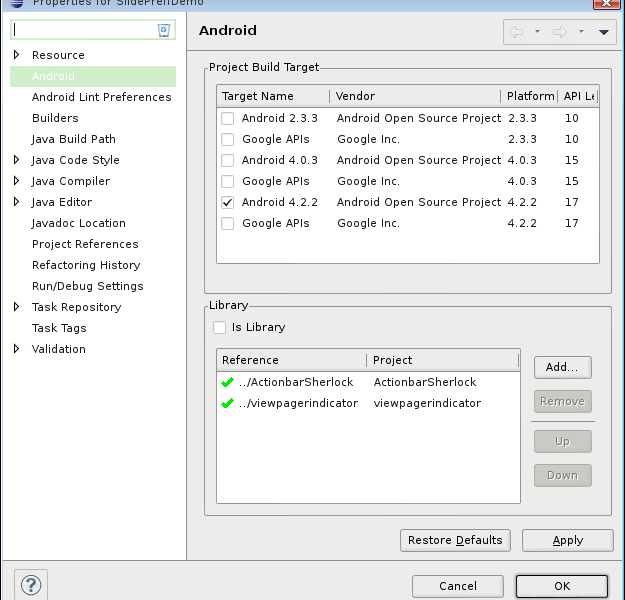 Properties for SlidePrefIDemo
Android
Resource
Android
Android Lint Preferences
Builders
Java Build Path
Java Code Style
Java Compiler
Java Editor
Javadoc Location
Project References
Refactoring History
Run/Debug Settings
Task Repository
Task Tags
Validation
Project Build Target
Target Name Vendor Platform API Le
Android 2.3.3 Android Open Source Project 2.3.3 10
Google APIs Google Inc. 2.3.3 10
Android 4.0.3 Android Open Source Project 4.0.3 15
Google APIs Google Inc. 4.0.3 15
Android 4.2.2 Android Open Source Project 4.2.2 17
Google APIs Google Inc. 4.2.2 17
Library
Is Library
Reference Project
../ActionbarSherlock ActionbarSherlock
../viewpagerindicator viewpagerindicator
Add...
Remove
Up
Down
Restore Defaults Apply
? Cancel OK